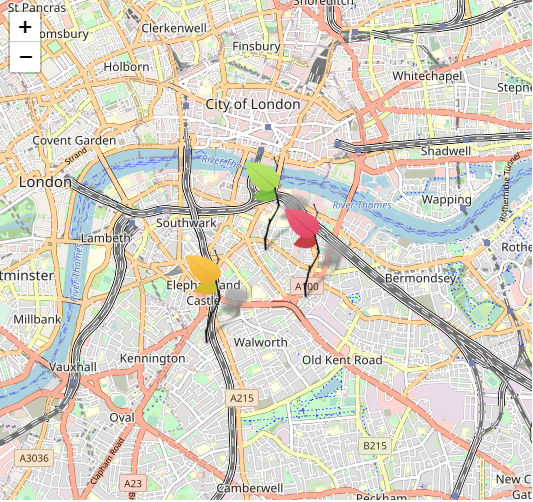 St Pancras
Shoreditch
+
Clerkenwell
omsbury
Finsbury
−
Holborn
Whitechapel
Stepne
City of London
Covent Garden
Strand
Shadwell
River Th
London
Rotherhithe Tunnel
Wapping
River Thames
Southwark
Lambeth
Rothe
tminster
River Thames
Bermondsey
Elephant and
Castle
A100
Millbank
Walworth
Kennington
Old Kent Road
Vauxhall
A215
Oval
B215
A3036
Clapham Road
New C
A23
Camberwell
Gat
Peckham